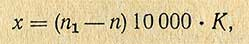 x = (n₁ — n) 10 000 · K,